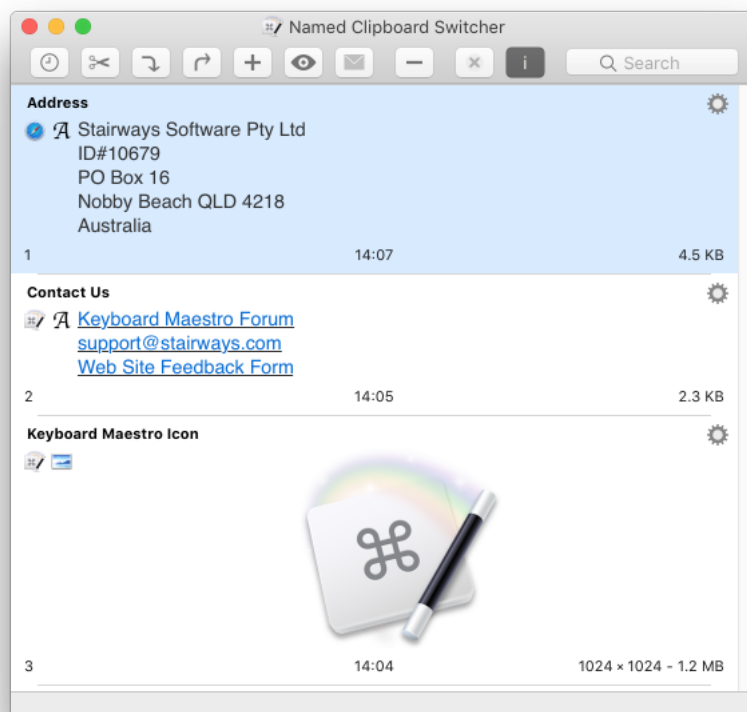 Named Clipboard Switcher
Search
Address
Stairways Software Pty Ltd
ID#10679
PO Box 16
Nobby Beach QLD 4218
Australia
1 14:07 4.5 KB
Contact Us
Keyboard Maestro Forum
support@stairways.com
Web Site Feedback Form
2 14:05 2.3 KB
Keyboard Maestro Icon
3 14:04 1024 × 1024 - 1.2 MB